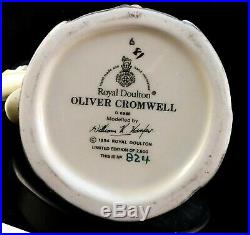 Royal Doulton®
OLIVER CROMWELL
Modelled by
© 1994 ROYAL DOULTON
LIMITED EDITION OF 2,500
THIS IS Nº 824